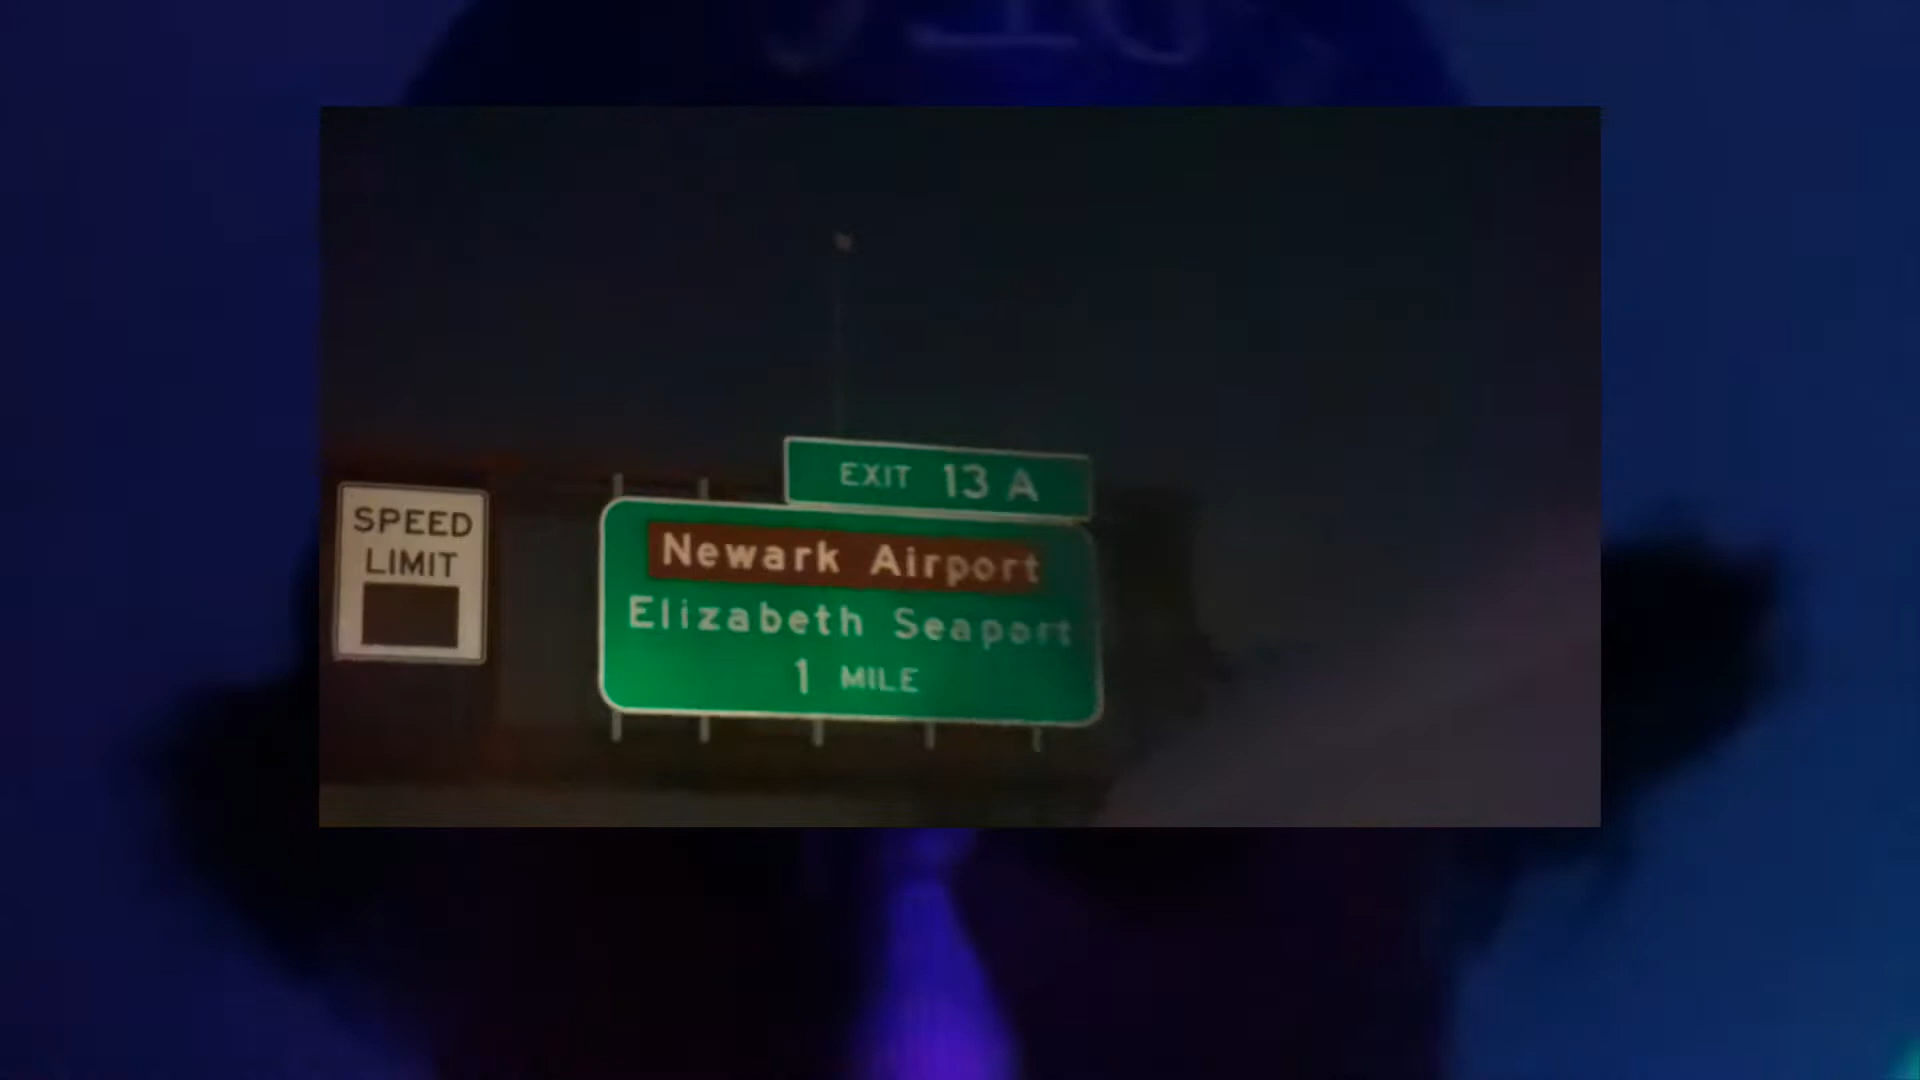 EXIT 13 A
SPEED
LIMIT
Newark Airport
Elizabeth Seaport
1 MILE